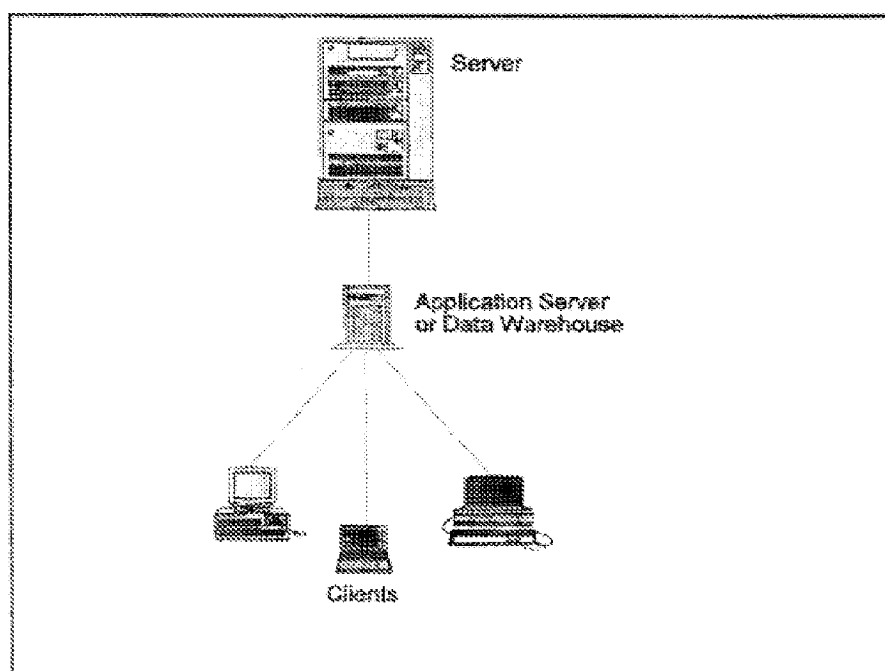 Server
Application Server
or Data Warehouse
Clients